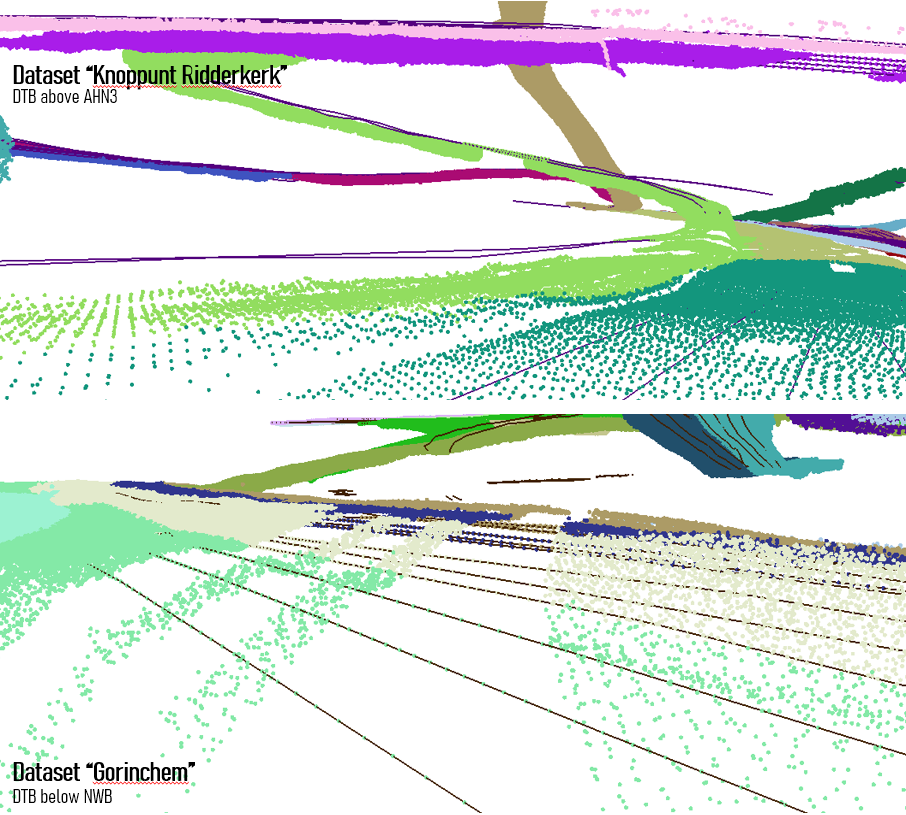 Dataset “Knoppunt Ridderkerk”
DTB above AHN3
Dataset “Gorinchem”
DTB below NWB